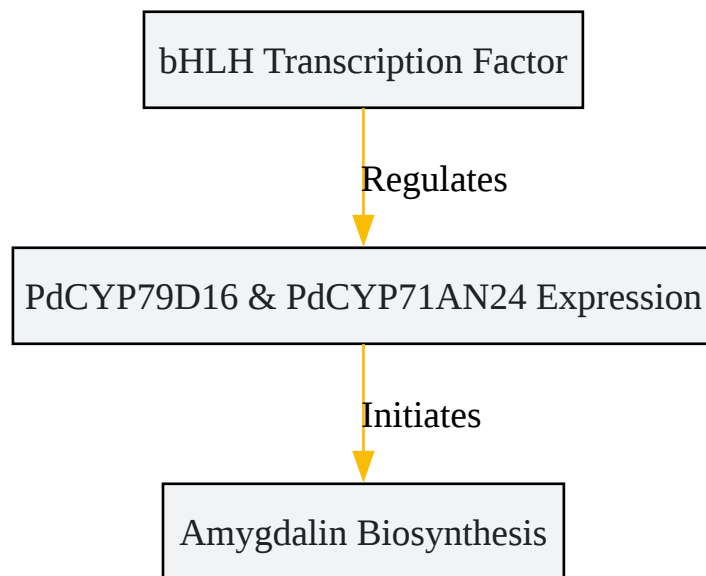 bHLH Transcription Factor
Regulates
PdCYP79D16 & PdCYP71AN24 Expression
Initiates
Amygdalin Biosynthesis